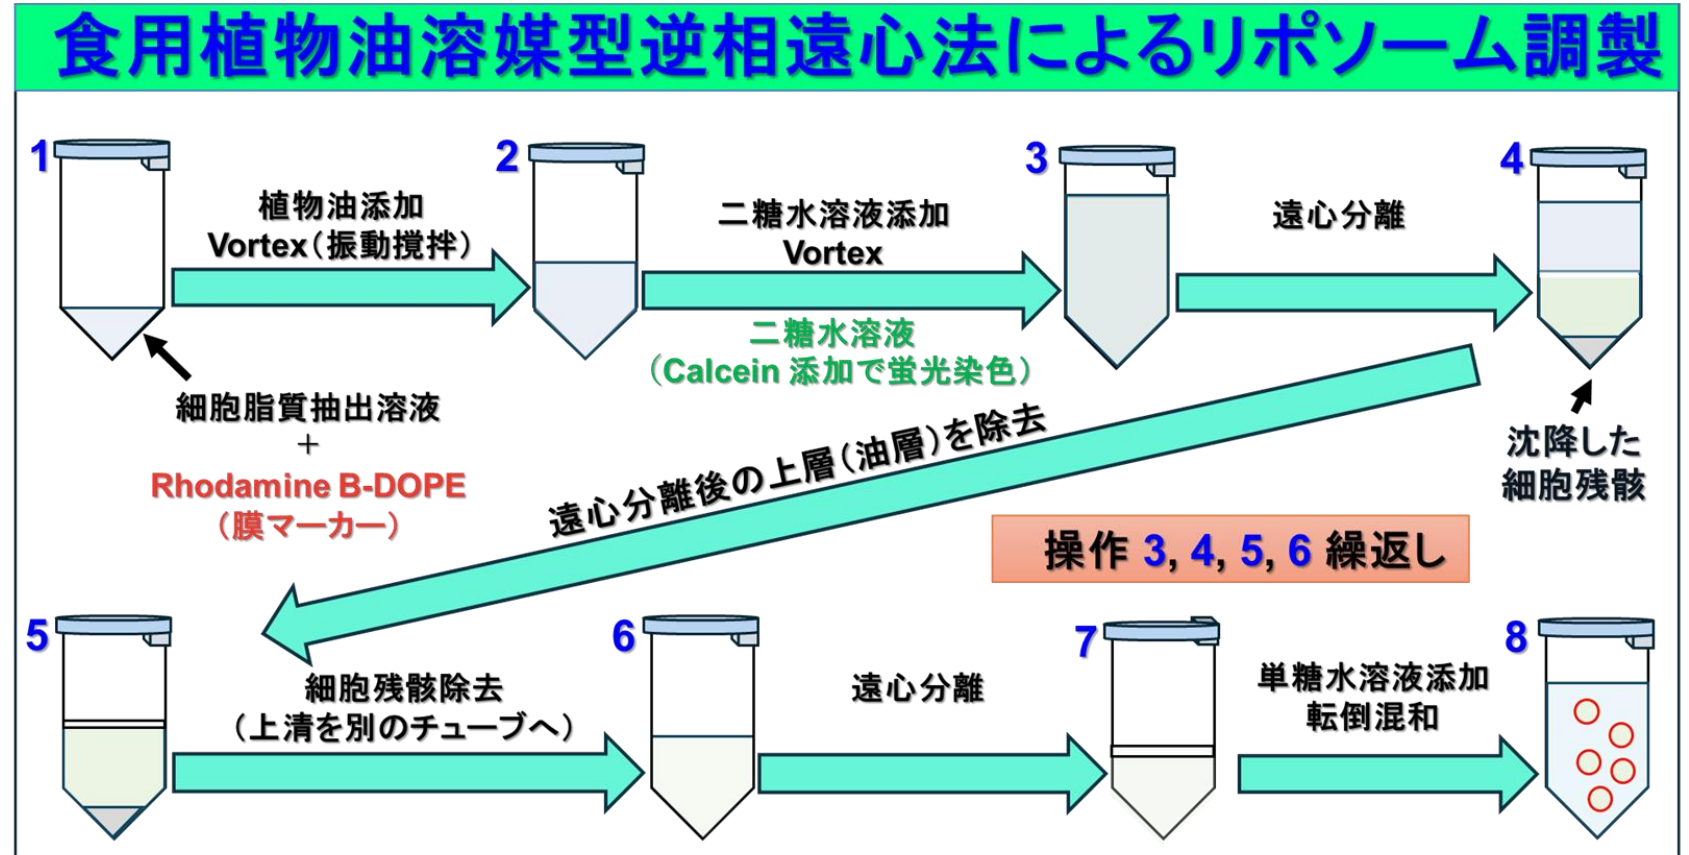 食用植物油溶媒型逆相遠心法によるリポソーム調製
1
植物油添加
Vortex（振動撹拌）
2
二糖水溶液添加
Vortex
二糖水溶液
（Calcein 添加で蛍光染色）
3
遠心分離
4
細胞脂質抽出溶液
+
Rhodamine B-DOPE
（膜マーカー）
沈降した
細胞残骸
遠心分離後の上層（油層）を除去
操作 3, 4, 5, 6 繰返し
5
細胞残骸除去
（上清を別のチューブへ）
6
遠心分離
7
単糖水溶液添加
転倒混和
8